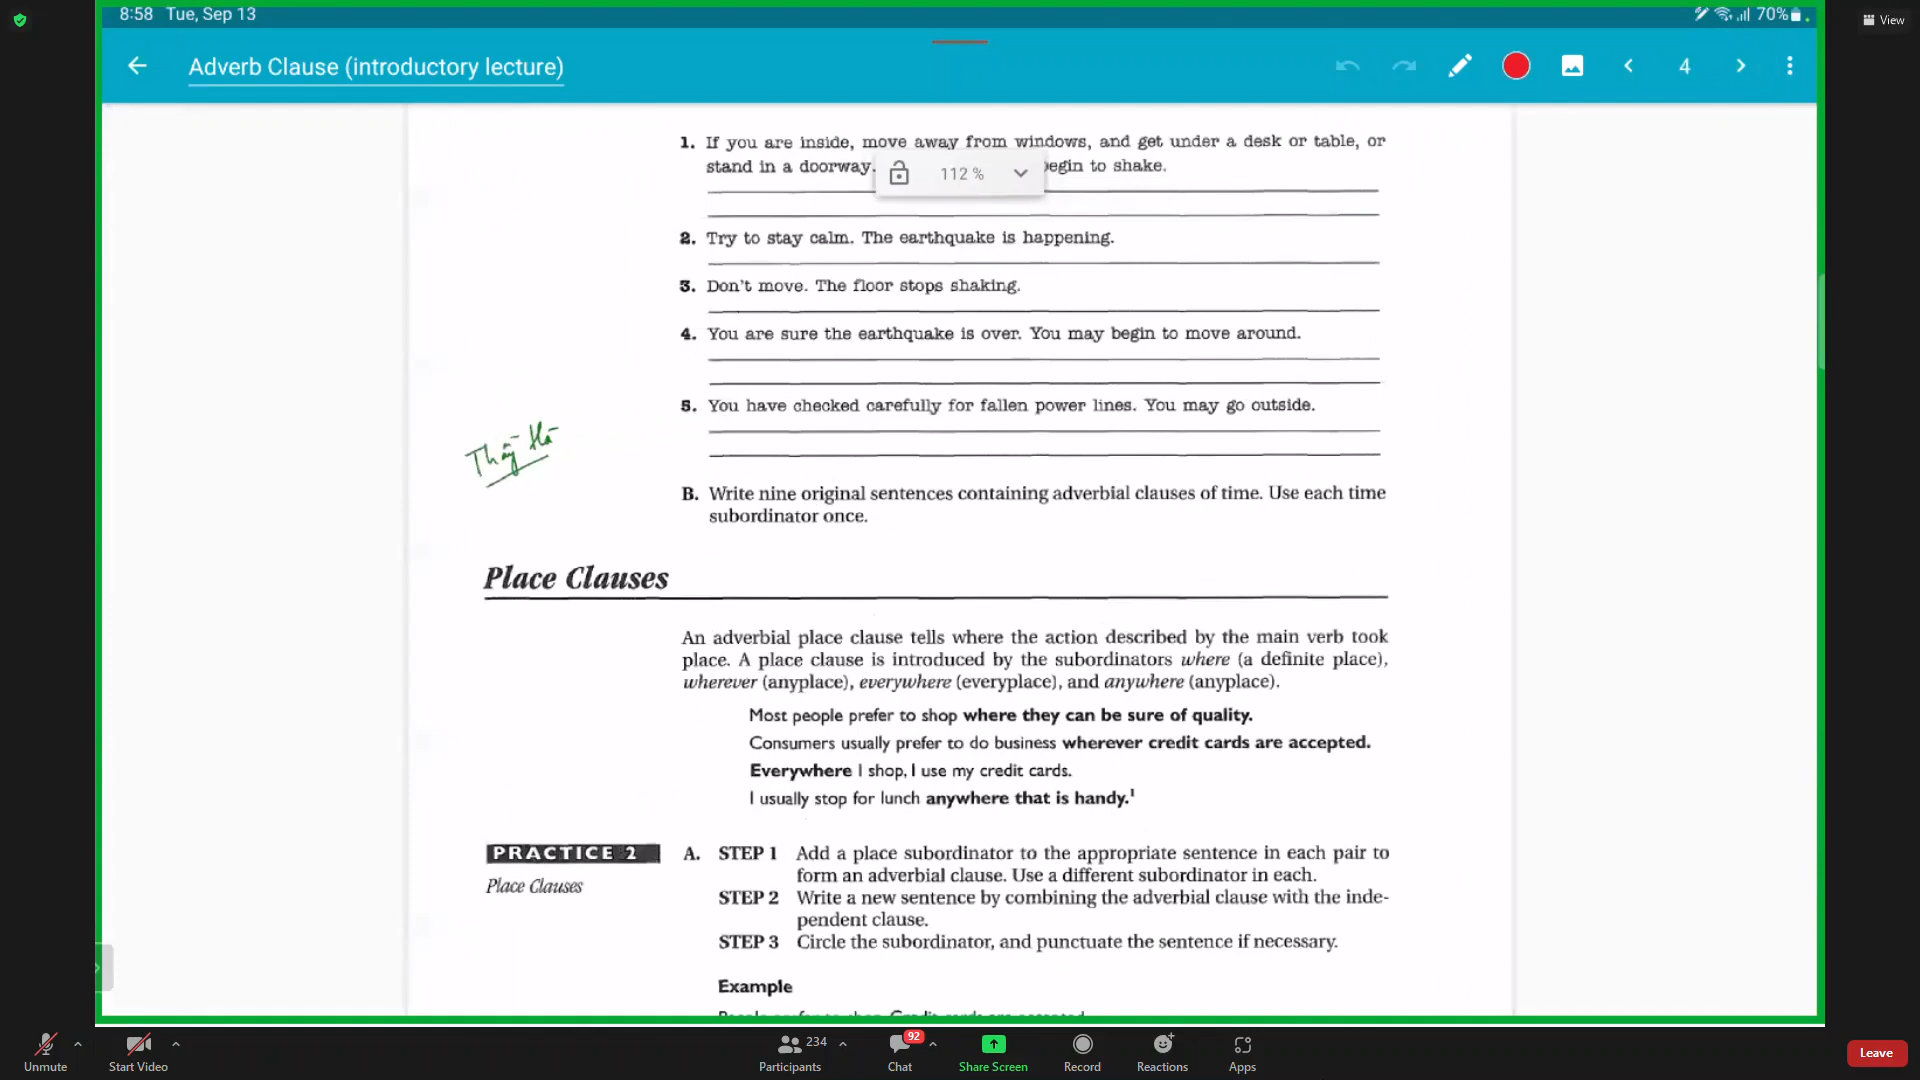 8:58 Tue, Sep 13
70%
View
Adverb Clause (introductory lecture)
4
1. If you are inside, move away from windows, and get under a desk or table, or
stand in a doorway. egin to shake.
112 %
2. Try to stay calm. The earthquake is happening.
3. Don't move. The floor stops shaking.
4. You are sure the earthquake is over. You may begin to move around.
5. You have checked carefully for fallen power lines. You may go outside.
Thầy
B. Write nine original sentences containing adverbial clauses of time. Use each time
subordinator once.
Place Clauses
An adverbial place clause tells where the action described by the main verb took
place. A place clause is introduced by the subordinators where (a definite place),
wherever (anyplace), everywhere (everyplace), and anywhere (anyplace).
Most people prefer to shop where they can be sure of quality.
Consumers usually prefer to do business wherever credit cards are accepted.
Everywhere I shop, I use my credit cards.
I usually stop for lunch anywhere that is handy.¹
PRACTICE 2
Place Clauses
A. STEP 1 Add a place subordinator to the appropriate sentence in each pair to
form an adverbial clause. Use a different subordinator in each.
STEP 2 Write a new sentence by combining the adverbial clause with the inde-
pendent clause.
STEP 3 Circle the subordinator, and punctuate the sentence if necessary.
Example
People prefer to shop. Credit cards are accepted.
Unmute
Start Video
234
Participants
92
Chat
Share Screen
Record
Reactions
Apps
Leave